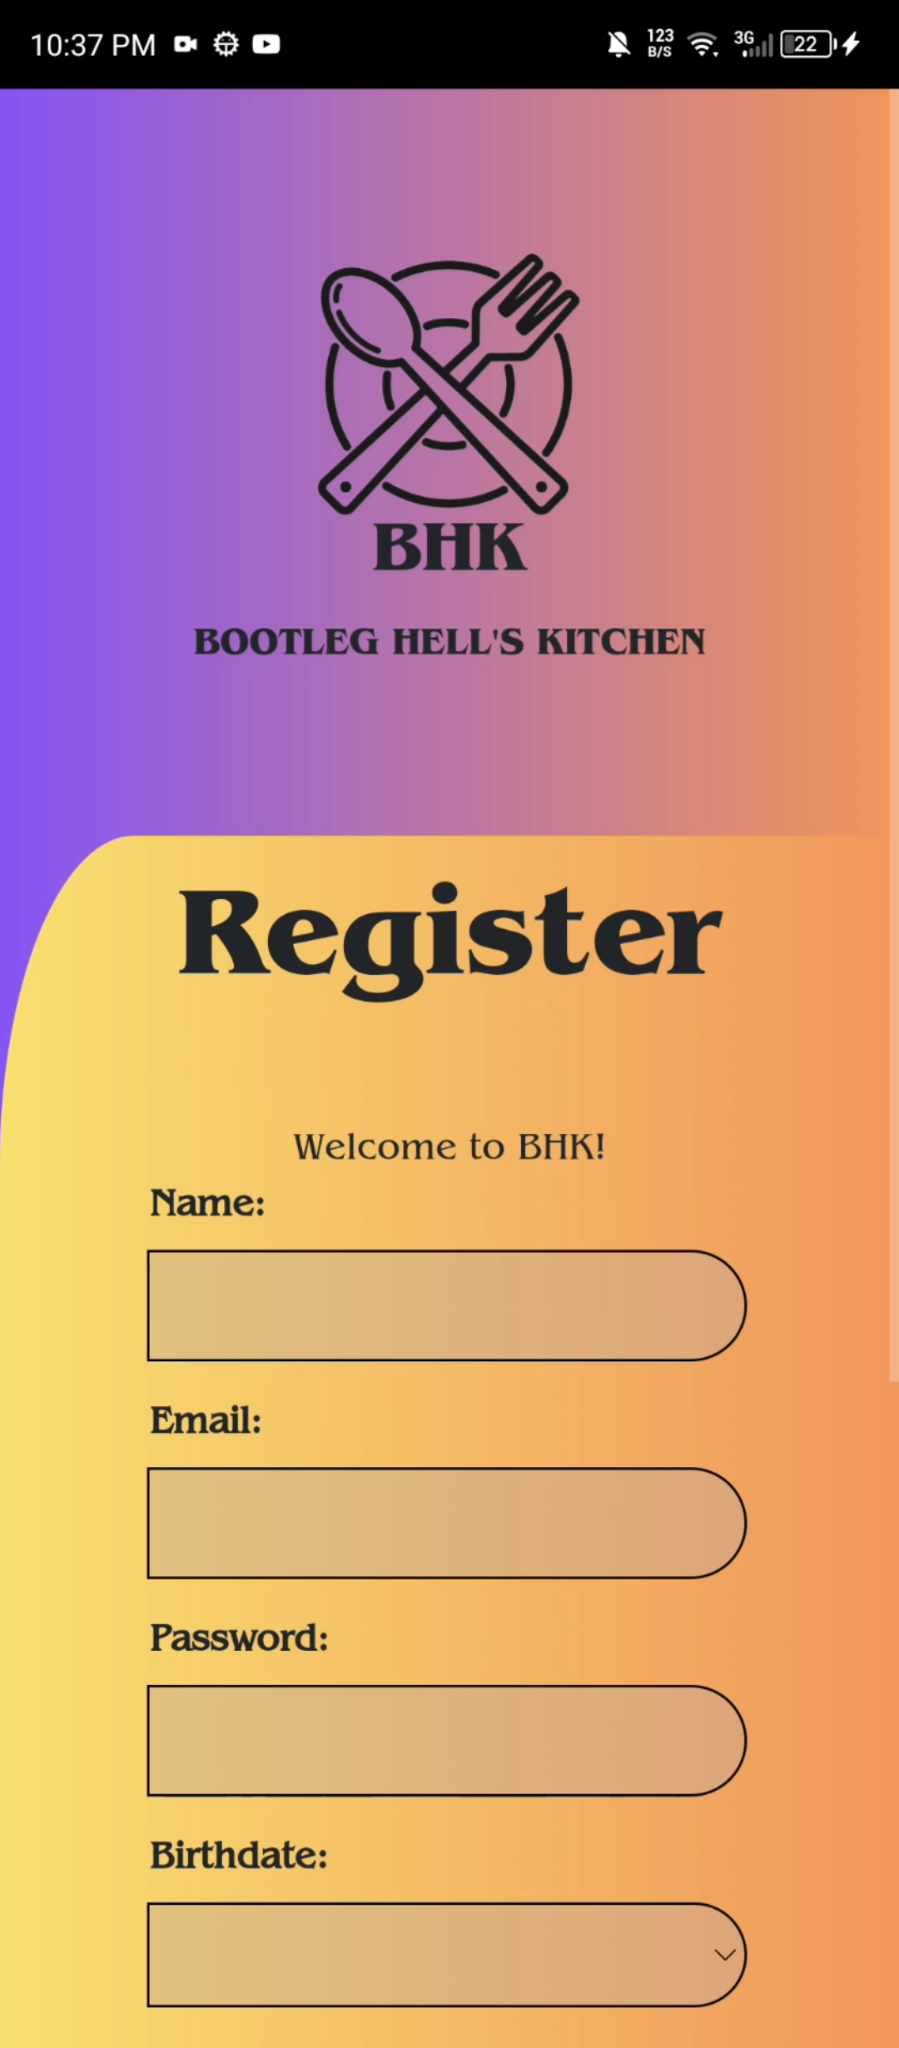 10:37 PM 123 B/S 3G 22
BHK
BOOTLEG HELL'S KITCHEN
Register
Welcome to BHK!
Name:
Email:
Password:
Birthdate: